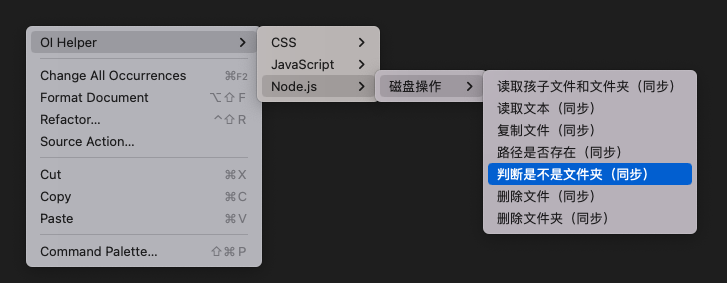 OI Helper
Change All Occurrences ⌘F2
Format Document ⌥⇧F
Refactor... ^⇧R
Source Action...
Cut ⌘X
Copy ⌘C
Paste ⌘V
Command Palette... ⇧⌘P
CSS
JavaScript
Node.js
磁盘操作
读取孩子文件和文件夹（同步）
读取文本（同步）
复制文件（同步）
路径是否存在（同步）
判断是不是文件夹（同步）
删除文件（同步）
删除文件夹（同步）